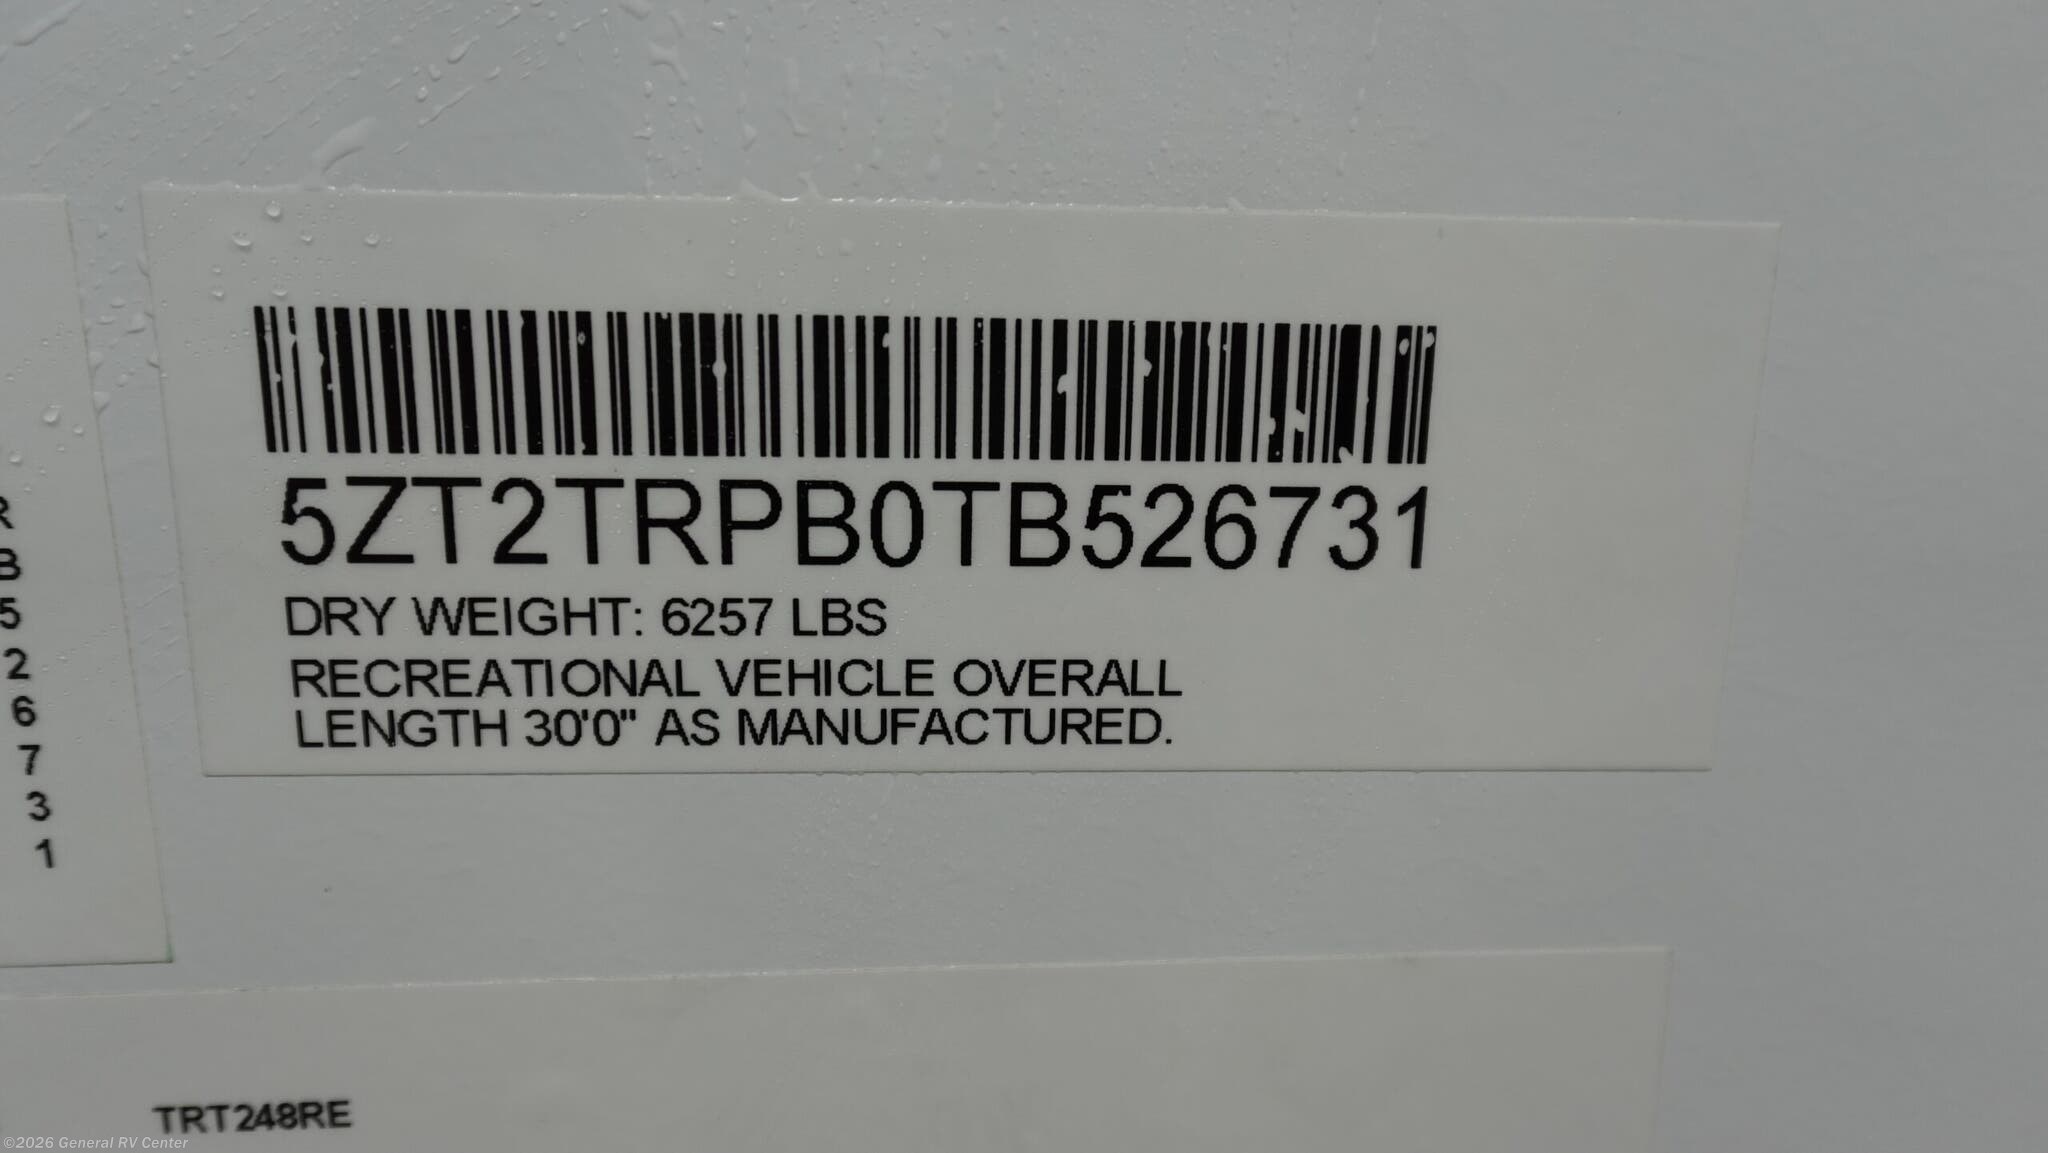 5ZT2TRPB0TB526731
DRY WEIGHT: 6257 LBS
RECREATIONAL VEHICLE OVERALL
LENGTH 30'0" AS MANUFACTURED.
R
B
5
2
6
7
3
1
TRT248RE
©2026 General RV Center